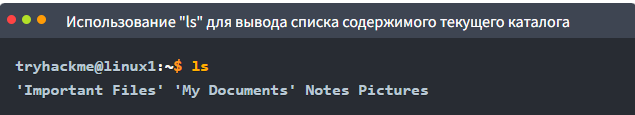 Использование "ls" для вывода списка содержимого текущего каталога
tryhackme@linux1:~$ ls
'Important Files' 'My Documents' Notes Pictures